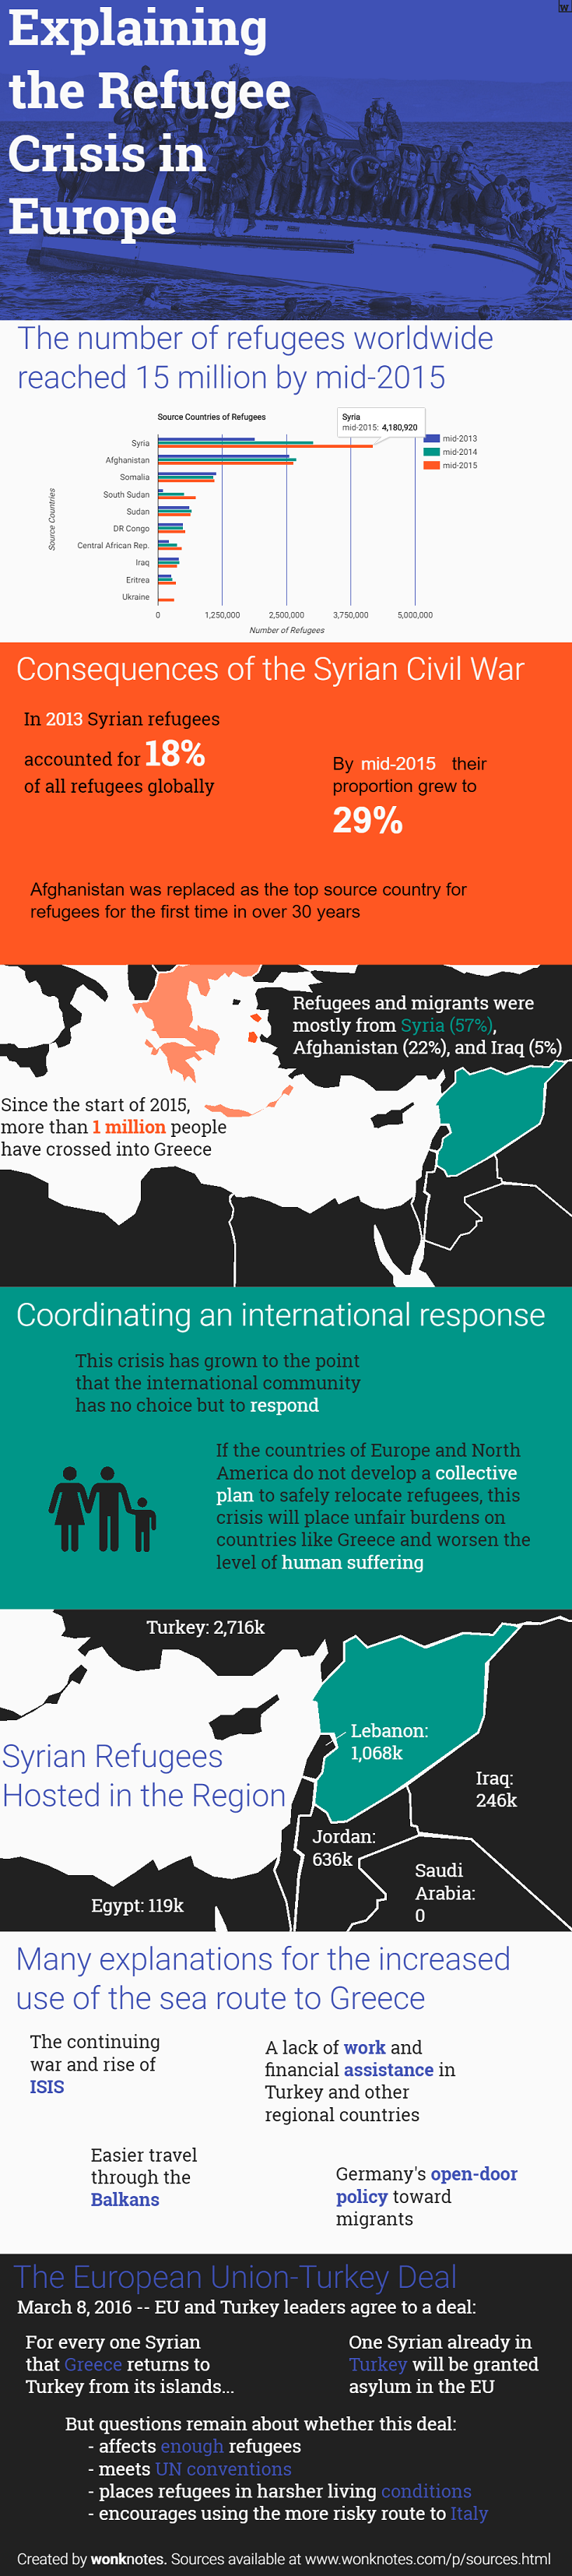 W
Explaining
the Refugee
Crisis in
Europe
The number of refugees worldwide
reached 15 million by mid-2015
Source Countries of Refugees
Syria
mid-2015: 4,180,920
mid-2013
mid-2014
mid-2015
Source Countries
Syria
Afghanistan
Somalia
South Sudan
Sudan
DR Congo
Central African Rep.
Iraq
Eritrea
Ukraine
0
1,250,000
2,500,000
3,750,000
5,000,000
Number of Refugees
Consequences of the Syrian Civil War
In 2013 Syrian refugees
accounted for 18%
of all refugees globally
By mid-2015 their
proportion grew to
29%
Afghanistan was replaced as the top source country for
refugees for the first time in over 30 years
Refugees and migrants were
mostly from Syria (57%),
Afghanistan (22%), and Iraq (5%)
Since the start of 2015,
more than 1 million people
have crossed into Greece
Coordinating an international response
This crisis has grown to the point
that the international community
has no choice but to respond
If the countries of Europe and North
America do not develop a collective
plan to safely relocate refugees, this
crisis will place unfair burdens on
countries like Greece and worsen the
level of human suffering
Turkey: 2,716k
Lebanon:
1,068k
Syrian Refugees
Hosted in the Region
Iraq:
246k
Jordan:
636k
Saudi
Arabia:
0
Egypt: 119k
Many explanations for the increased
use of the sea route to Greece
The continuing
war and rise of
ISIS
A lack of work and
financial assistance in
Turkey and other
regional countries
Easier travel
through the
Balkans
Germany's open-door
policy toward
migrants
The European Union-Turkey Deal
March 8, 2016 -- EU and Turkey leaders agree to a deal:
For every one Syrian
that Greece returns to
Turkey from its islands...
One Syrian already in
Turkey will be granted
asylum in the EU
But questions remain about whether this deal:
- affects enough refugees
- meets UN conventions
- places refugees in harsher living conditions
- encourages using the more risky route to Italy
Created by wonknotes. Sources available at www.wonknotes.com/p/sources.html